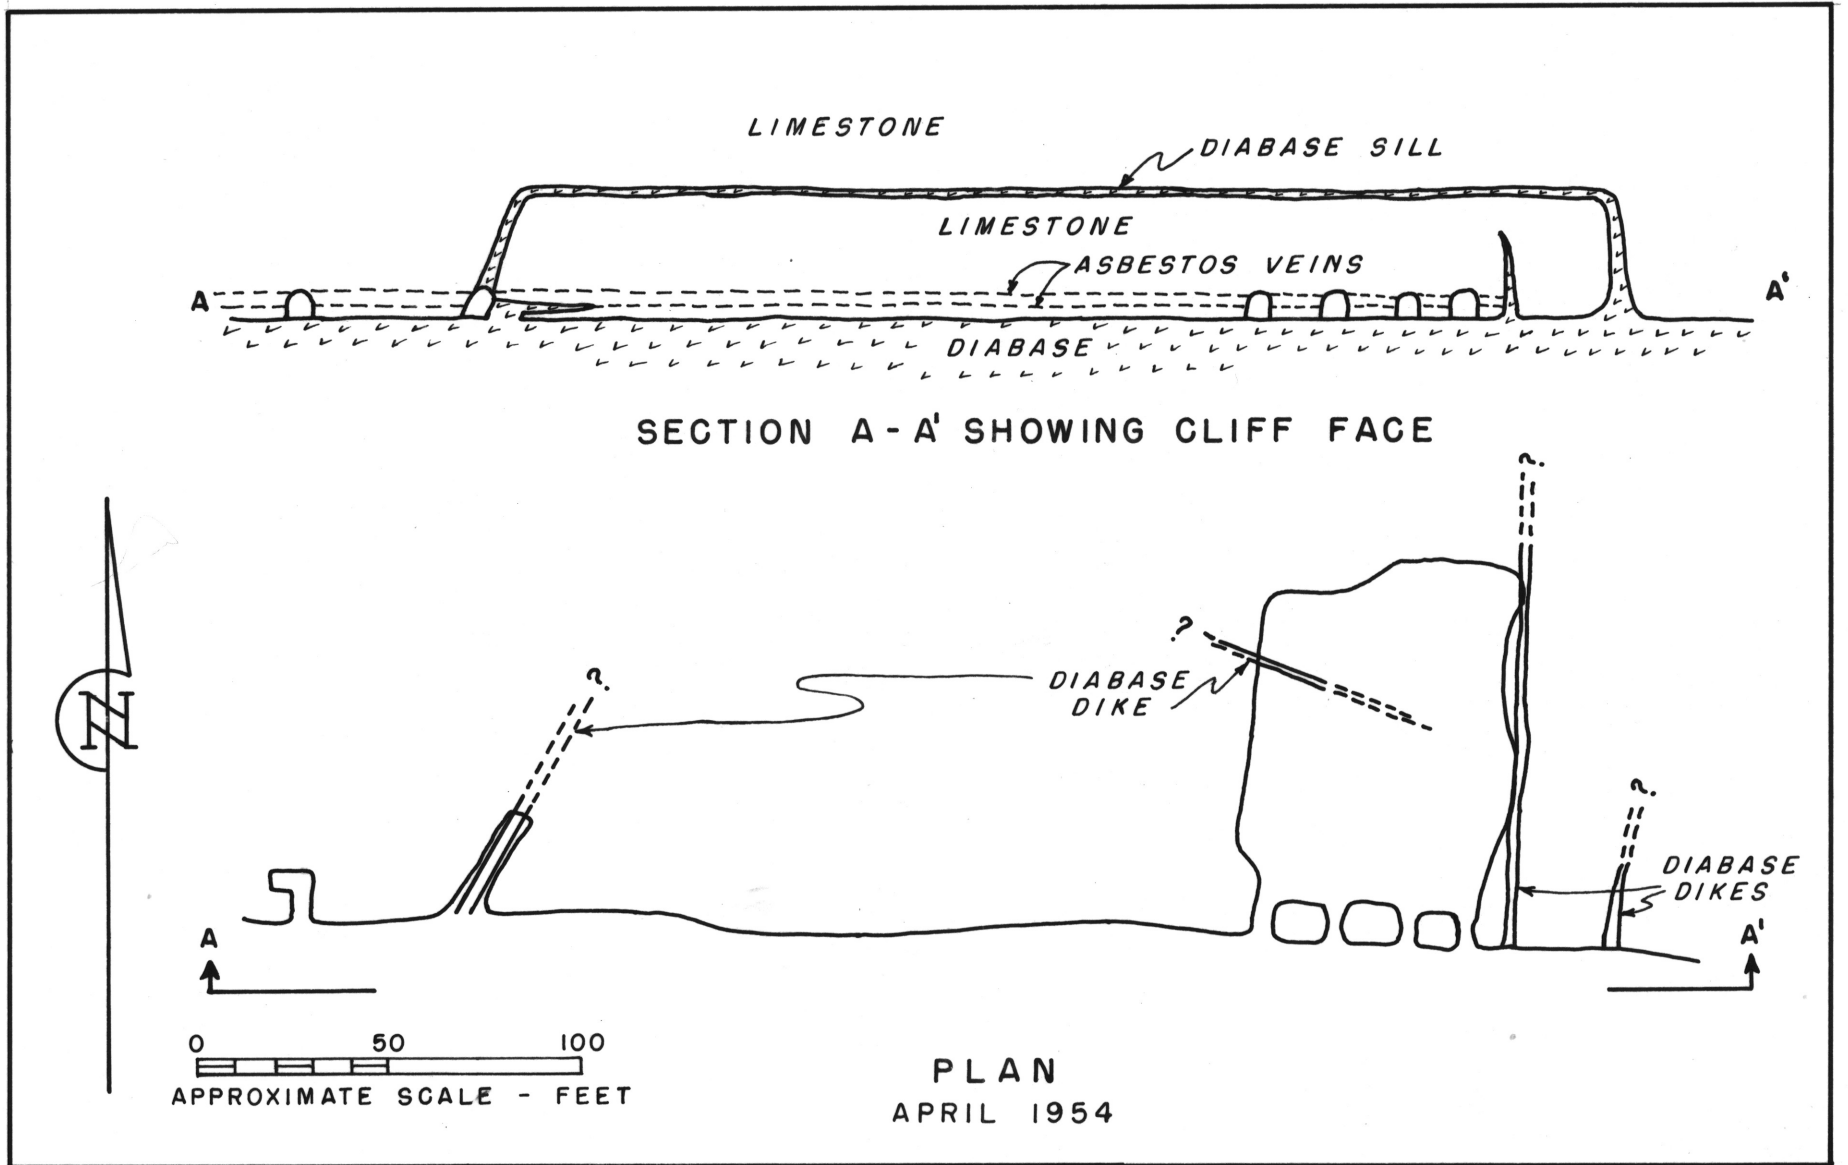 LIMESTONE
DIABASE SILL
LIMESTONE
ASBESTOS VEINS
A
A'
DIABASE
SECTION A-A' SHOWING CLIFF FACE
?
?
?
N
DIABASE
DIKE
?
DIABASE
DIKES
A
A'
0 50 100
APPROXIMATE SCALE - FEET
PLAN
APRIL 1954